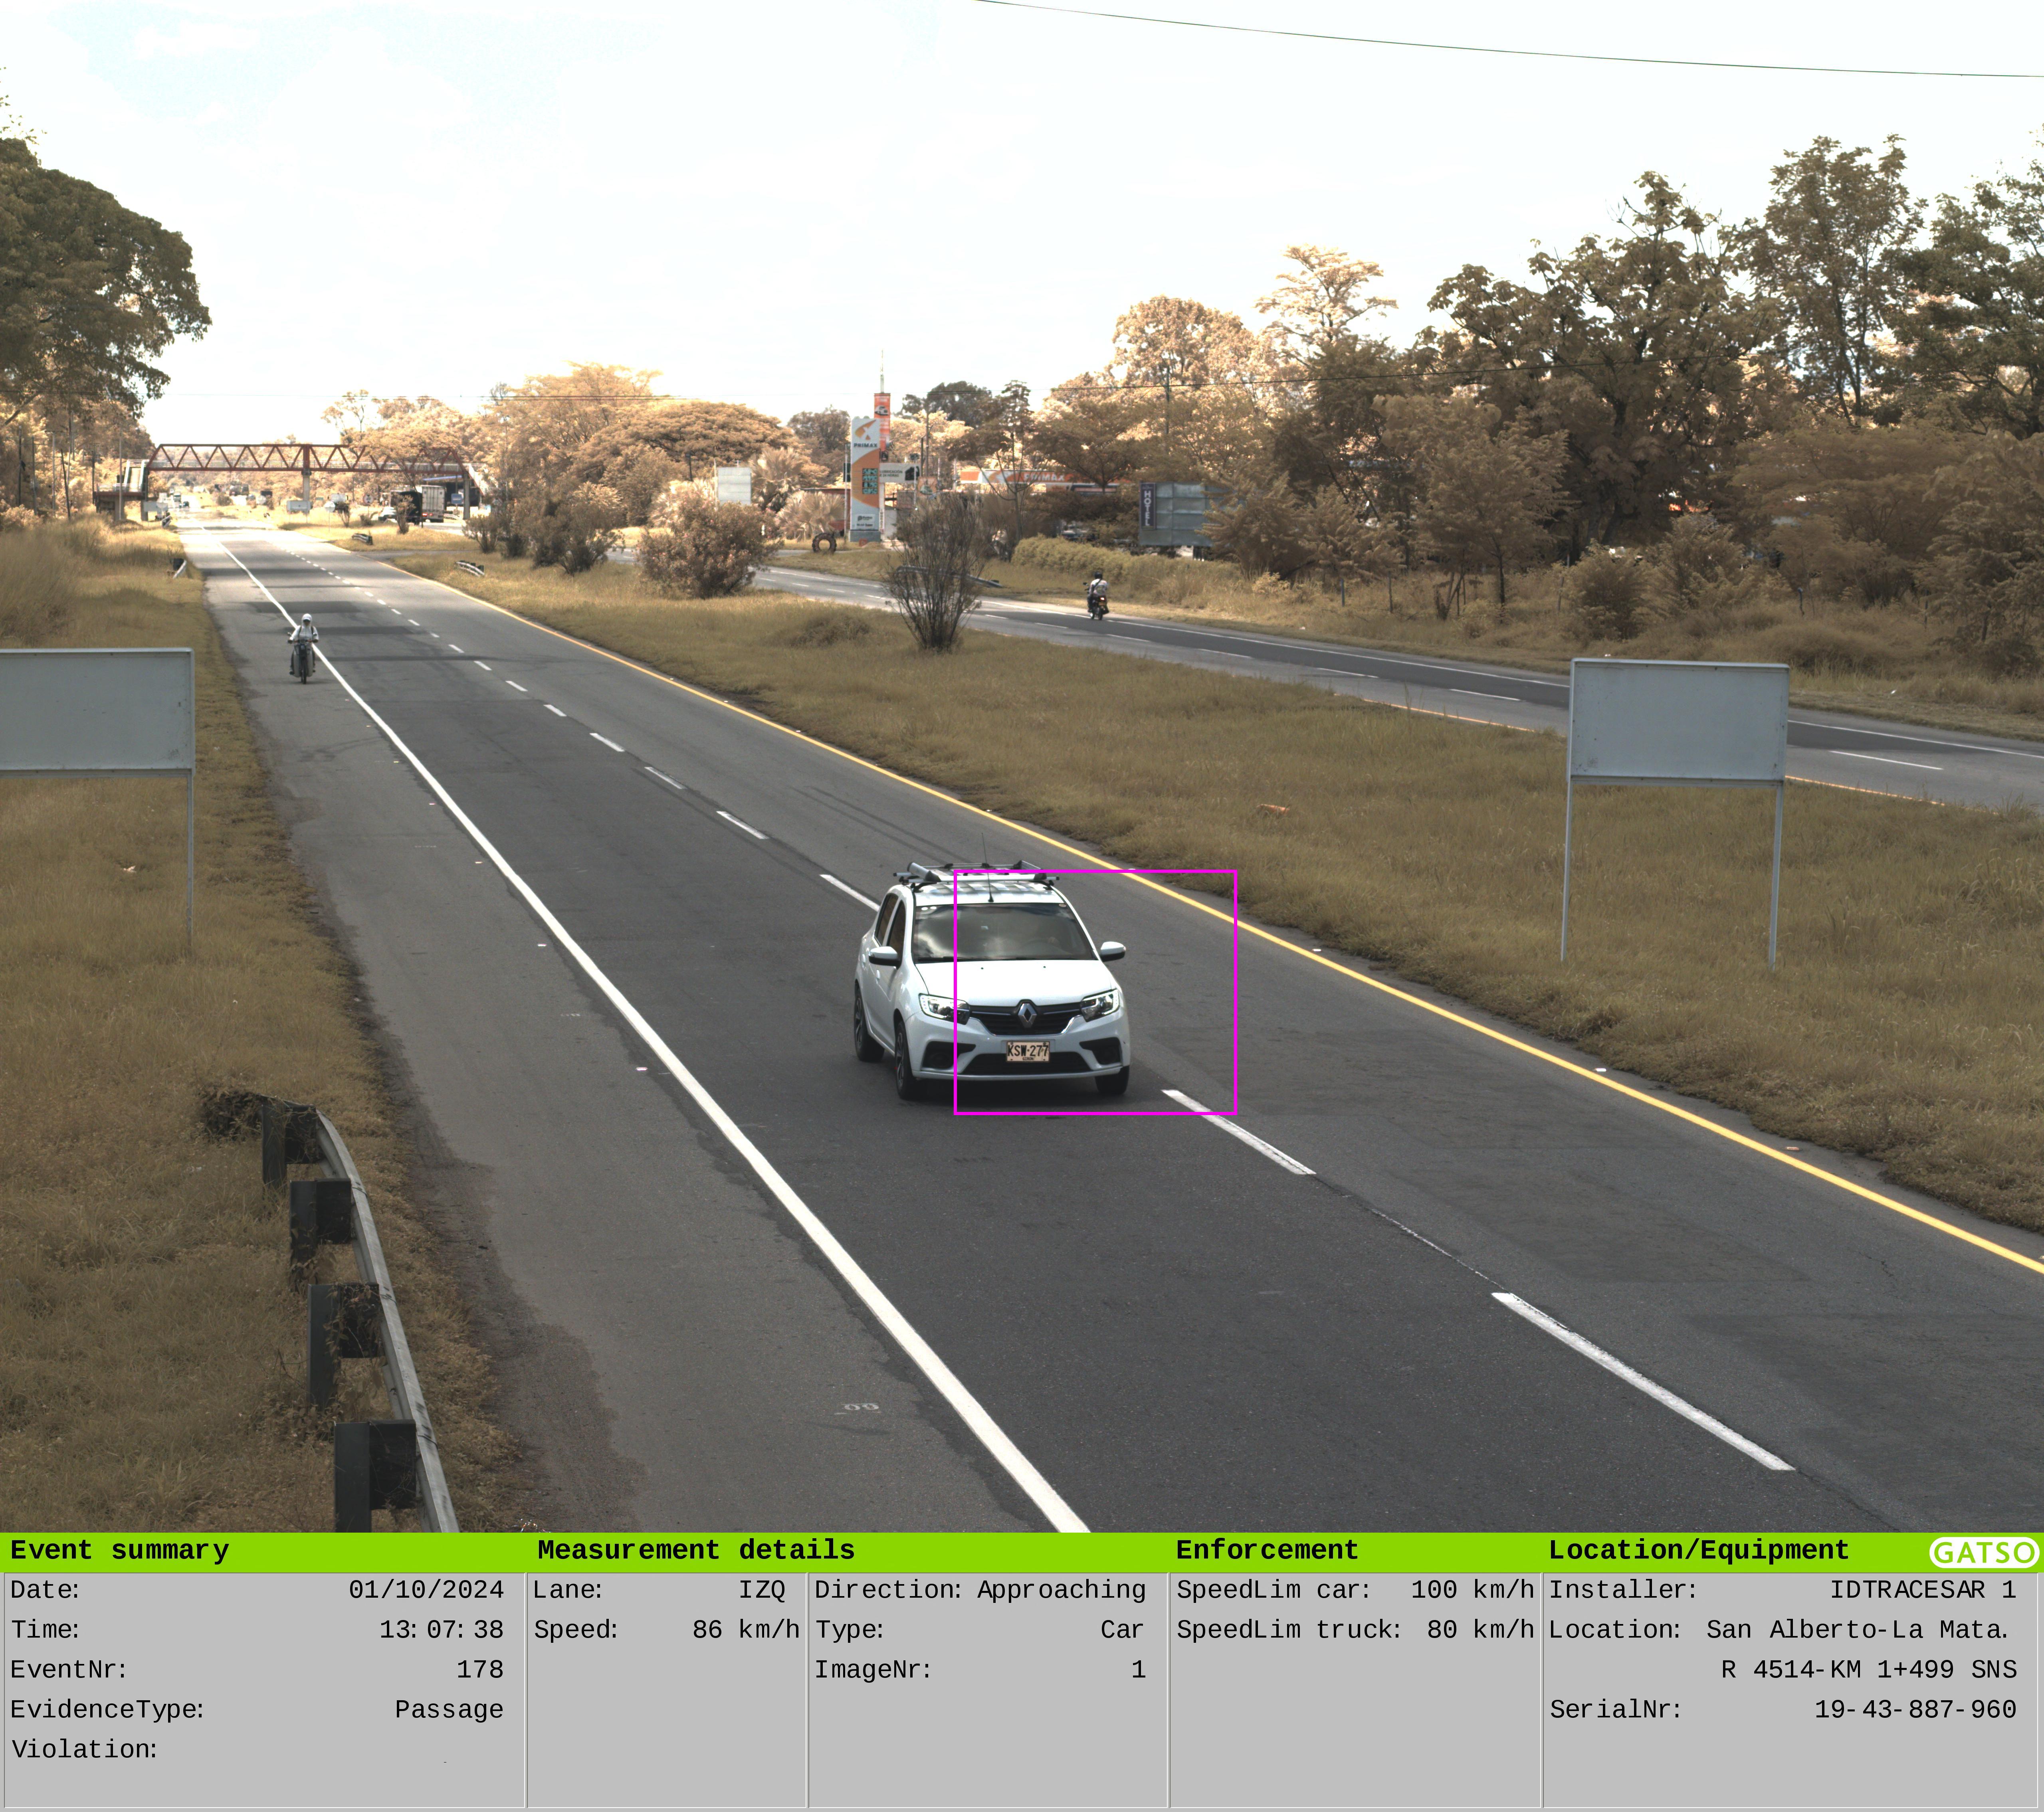 PRIMAX
HOTEL
KSW-277
Event summary
Date: 01/10/2024
Time: 13:07:38
EventNr: 178
EvidenceType: Passage
Violation:
Measurement details
Lane: IZQ
Speed: 86 km/h
Direction: Approaching
Type: Car
ImageNr: 1
Enforcement
SpeedLim car: 100 km/h
SpeedLim truck: 80 km/h
Location/Equipment
GATSO
Installer: IDTRACESAR 1
Location: San Alberto-La Mata.
R 4514-KM 1+499 SNS
SerialNr: 19-43-887-960